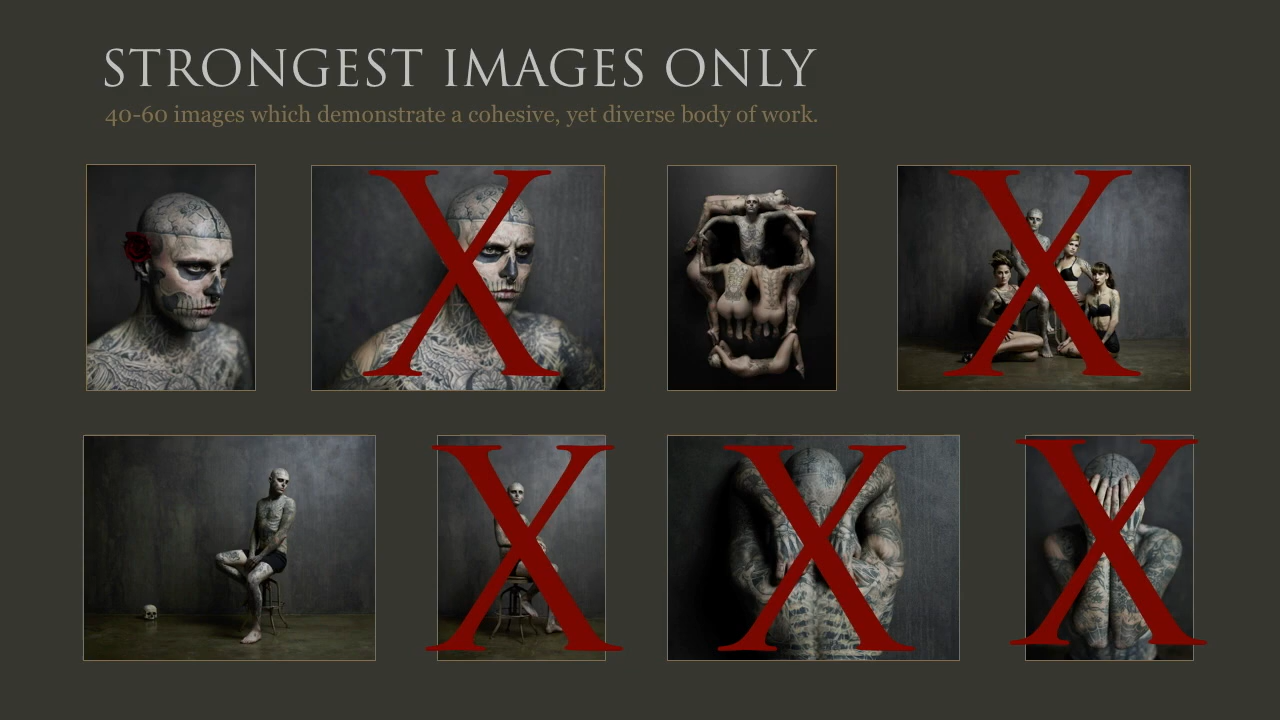 STRONGEST IMAGES ONLY
40-60 images which demonstrate a cohesive, yet diverse body of work.
X
X
X
X
X